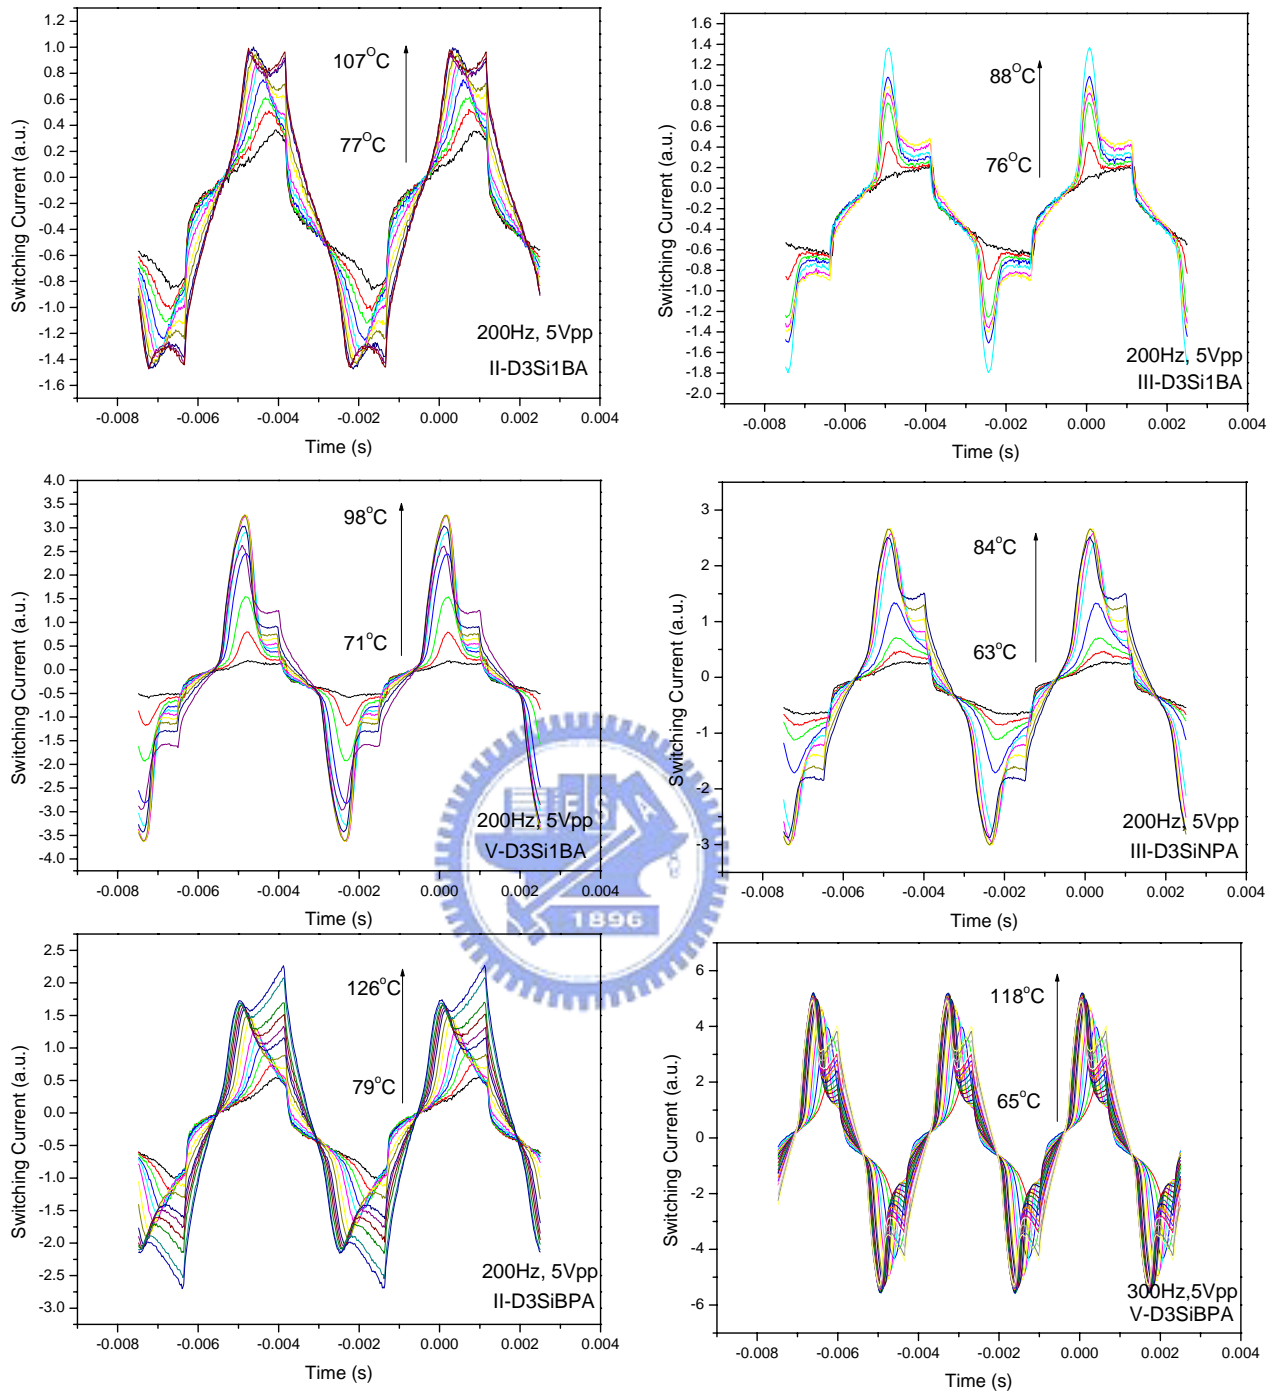 1.2
1.0
0.8
0.6
0.4
0.2
0.0
-0.2
-0.4
-0.6
-0.8
-1.0
-1.2
-1.4
-1.6
Switching Current (a.u.)
107°C
77°C
200Hz, 5Vpp
II-D3Si1BA
-0.008 -0.006 -0.004 -0.002 0.000 0.002 0.004
Time (s)
1.6
1.4
1.2
1.0
0.8
0.6
0.4
0.2
0.0
-0.2
-0.4
-0.6
-0.8
-1.0
-1.2
-1.4
-1.6
-1.8
-2.0
Switching Current (a.u.)
88°C
76°C
200Hz, 5Vpp
III-D3Si1BA
-0.008 -0.006 -0.004 -0.002 0.000 0.002 0.004
Time (s)
4.0
3.5
3.0
2.5
2.0
1.5
1.0
0.5
0.0
-0.5
-1.0
-1.5
-2.0
-2.5
-3.0
-3.5
-4.0
Switching Current (a.u.)
98°C
71°C
200Hz, 5Vpp
V-D3Si1BA
-0.008 -0.006 -0.004 -0.002 0.000 0.002 0.004
Time (s)
3
2
1
0
-1
-2
-3
Switching Current (a.u.)
84°C
63°C
200Hz, 5Vpp
III-D3SiNPA
-0.008 -0.006 -0.004 -0.002 0.000 0.002 0.004
Time (s)
E S A
1896
2.5
2.0
1.5
1.0
0.5
0.0
-0.5
-1.0
-1.5
-2.0
-2.5
-3.0
Switching Current (a.u.)
126°C
79°C
200Hz, 5Vpp
II-D3SiBPA
-0.008 -0.006 -0.004 -0.002 0.000 0.002 0.004
Time (s)
6
4
2
0
-2
-4
-6
Switching Current (a.u.)
118°C
65°C
300Hz,5Vpp
V-D3SiBPA
-0.008 -0.006 -0.004 -0.002 0.000 0.002 0.004
Time (s)